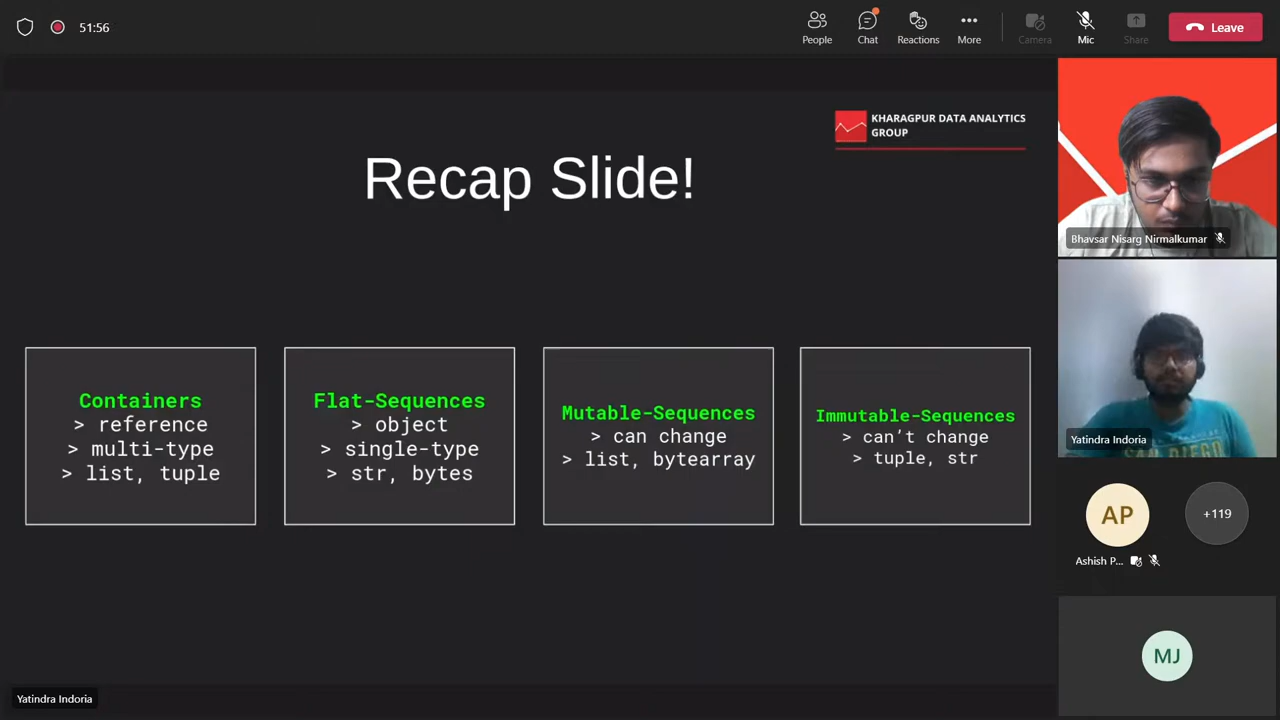 51:56
People
Chat
Reactions
More
Camera
Mic
Share
Leave
KHARAGPUR DATA ANALYTICS
GROUP
Recap Slide!
Containers
> reference
> multi-type
> list, tuple
Flat-Sequences
> object
> single-type
> str, bytes
Mutable-Sequences
> can change
> list, bytearray
Immutable-Sequences
> can’t change
> tuple, str
Bhavsar Nisarg Nirmalkumar
SAN DIEGO
Yatindra Indoria
AP
+119
Ashish P...
MJ
Yatindra Indoria